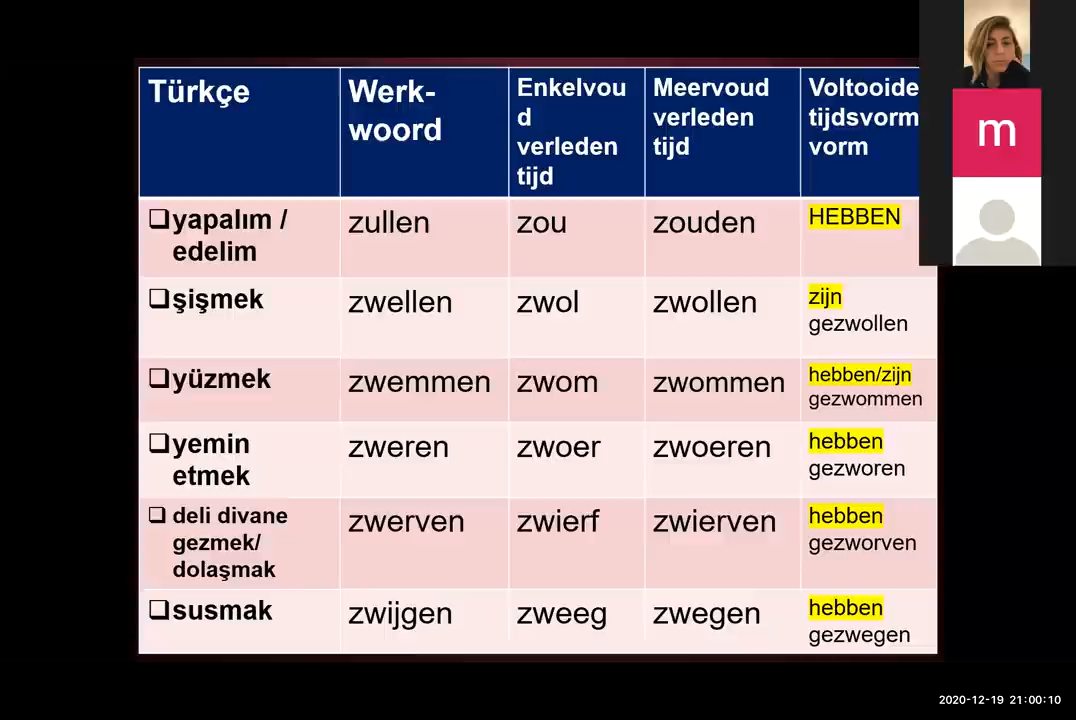 Türkçe
Werk-
woord
Enkelvou
d
verleden
tijd
Meervoud
verleden
tijd
Voltooide
tijdsvorm
vorm
❑yapalım /
edelim
zullen
zou
zouden
HEBBEN
❑şişmek
zwellen
zwol
zwollen
zijn
gezwollen
❑yüzmek
zwemmen
zwom
zwommen
hebben/zijn
gezwommen
❑yemin
etmek
zweren
zwoer
zwoeren
hebben
gezworen
❑ deli divane
gezmek/
dolaşmak
zwerven
zwierf
zwierven
hebben
gezworven
❑susmak
zwijgen
zweeg
zwegen
hebben
gezwegen
m
2020-12-19 21:00:10